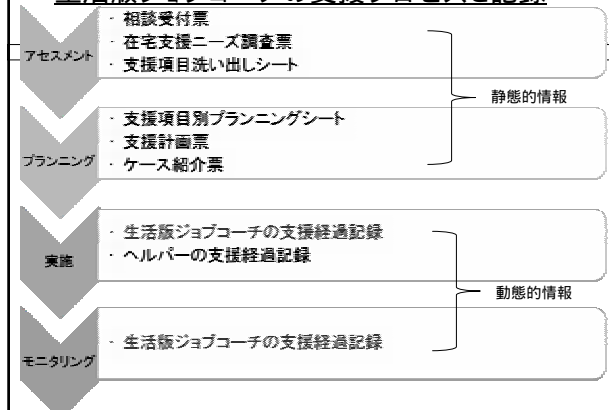 生活版ジョブコーチの支援プロセスと記録
アセスメント
・相談受付票
・在宅支援ニーズ調査票
・支援項目洗い出しシート
静態的情報
プランニング
・支援項目別プランニングシート
・支援計画票
・ケース紹介票
実施
・生活版ジョブコーチの支援経過記録
・ヘルパーの支援経過記録
動態的情報
モニタリング
・生活版ジョブコーチの支援経過記録